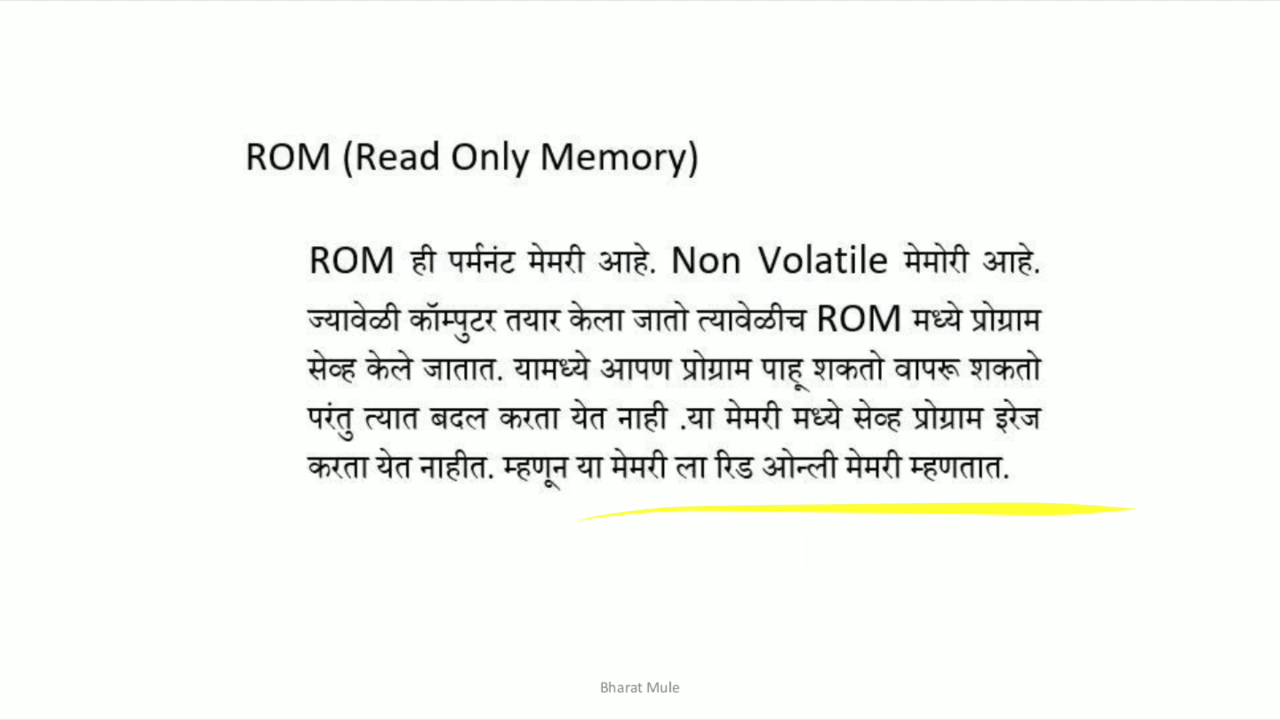 ROM (Read Only Memory)
ROM ही पर्मनंट मेमरी आहे. Non Volatile मेमोरी आहे.
ज्यावेळी कॉम्पुटर तयार केला जातो त्यावेळीच ROM मध्ये प्रोग्राम
सेव्ह केले जातात. यामध्ये आपण प्रोग्राम पाहू शकतो वापरू शकतो
परंतु त्यात बदल करता येत नाही .या मेमरी मध्ये सेव्ह प्रोग्राम इरेज
करता येत नाहीत. म्हणून या मेमरी ला रिड ओन्ली मेमरी म्हणतात.
Bharat Mule